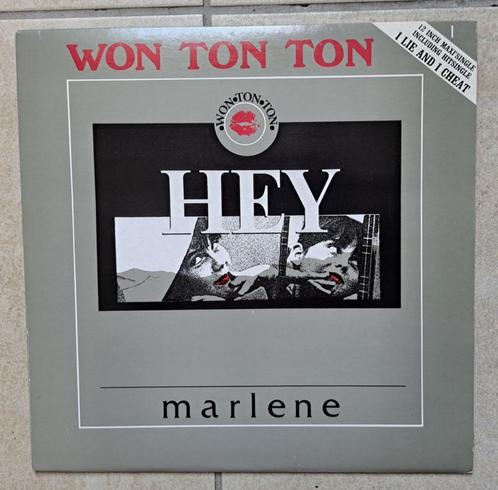 WON TON TON
12 INCH MAXI'SINGLE
INCLUDING HITSINGLE
I LIE AND I CHEAT
·WON·TON·TON·
HEY
marlene